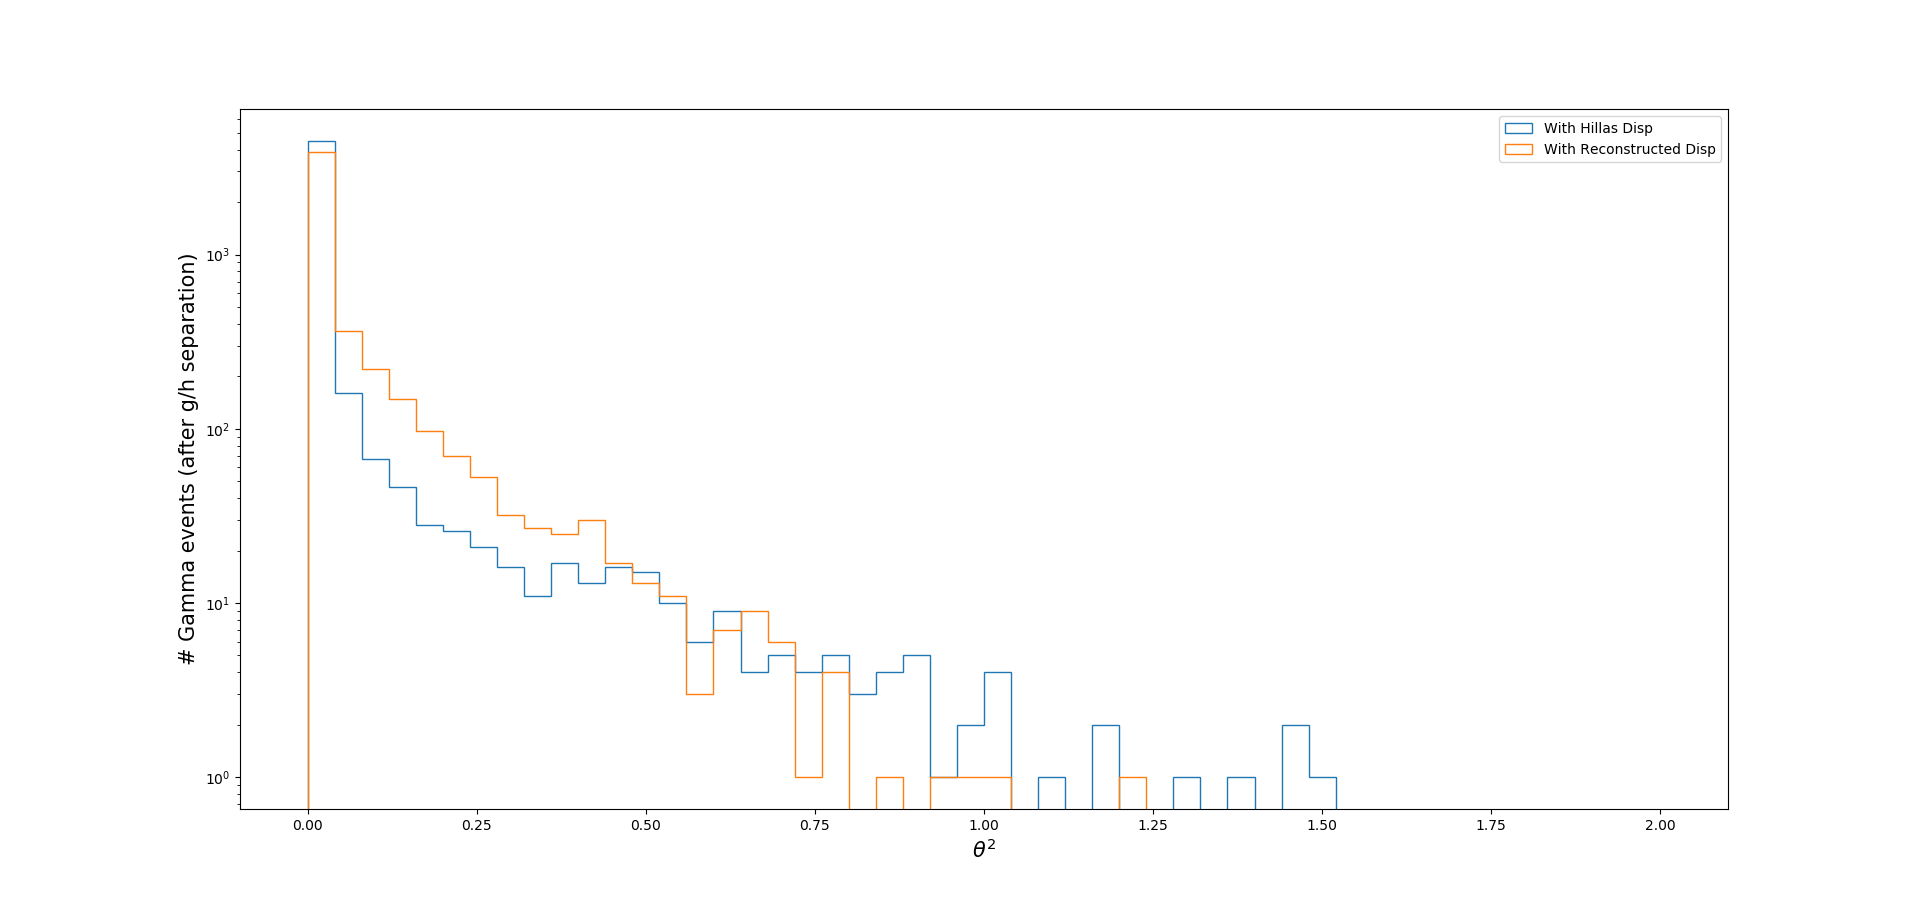 With Hillas Disp
With Reconstructed Disp
# Gamma events (after g/h separation)
10³
10²
10¹
10⁰
0.00 0.25 0.50 0.75 1.00 1.25 1.50 1.75 2.00
θ²